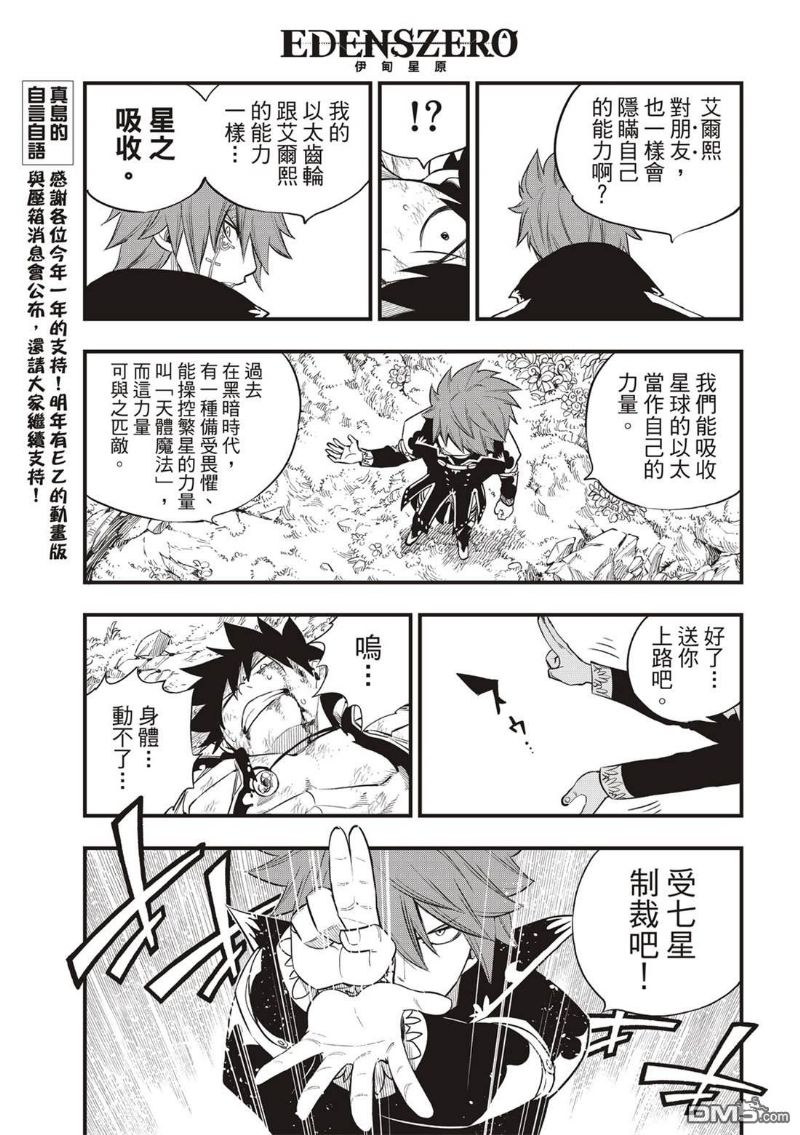 EDENSZERO
伊甸星原
真島的
自言自語
感謝各位今年一年的支持！明年有EZ的動畫版
與壓箱消息會公布，還請大家繼續支持！
艾爾熙
對朋友，
也一樣會
隱瞞自己
的能力啊？
!?
我的
以太齒輪
跟艾爾熙
的能力
一樣…
星之
吸收。
我們能吸收
星球的以太
當作自己的
力量。
過去
在黑暗時代，
有一種備受畏懼、
能操控繁星的力量
叫「天體魔法」，
而這力量
可與之匹敵。
好了…
送你
上路吧。
スゥ
嗚…
身體…
動不了…
受七星
制裁吧！
キィィィ
DM5.com